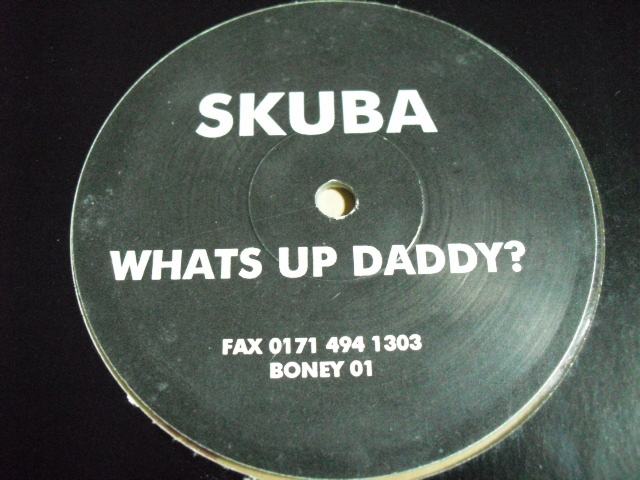 SKUBA
WHATS UP DADDY?
FAX 0171 494 1303
BONEY 01